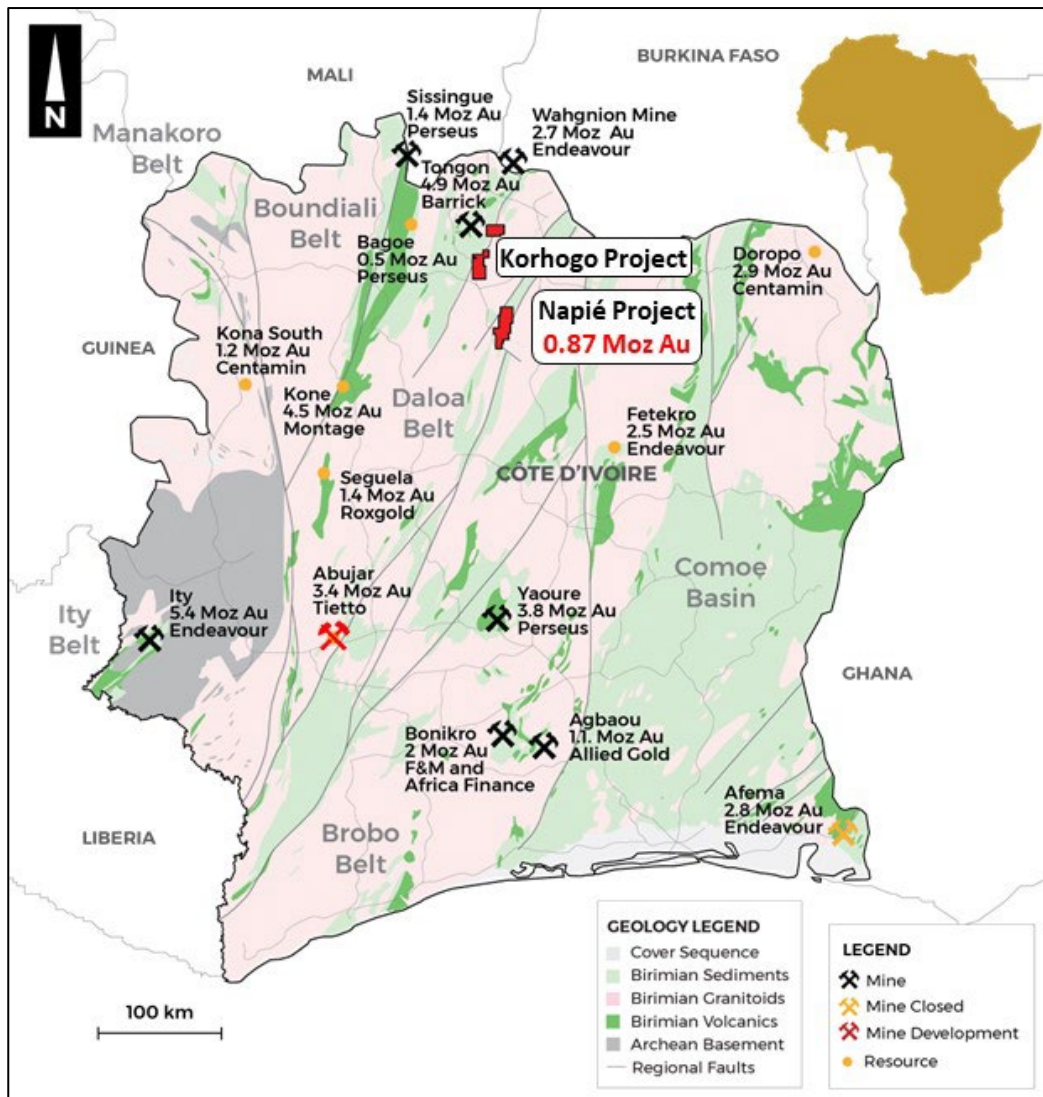 N
MALI
BURKINA FASO
Manakoro
Belt
Sissingue
1.4 Moz Au
Perseus
Wahgnion Mine
2.7 Moz Au
Endeavour
Tongon
4.9 Moz Au
Barrick
Boundiali
Belt
Bagoe
0.5 Moz Au
Perseus
Korhogo Project
Doropo
2.9 Moz Au
Centamin
Napié Project
0.87 Moz Au
GUINEA
Kona South
1.2 Moz Au
Centamin
Kone
4.5 Moz Au
Montage
Daloa
Belt
Fetekro
2.5 Moz Au
Endeavour
CÔTE D'IVOIRE
Seguela
1.4 Moz Au
Roxgold
Comoe
Basin
Abujar
3.4 Moz Au
Tietto
Yaoure
3.8 Moz Au
Perseus
Ity
Belt
Ity
5.4 Moz Au
Endeavour
GHANA
Bonikro
2 Moz Au
F&M and
Africa Finance
Agbaou
1.1. Moz Au
Allied Gold
Afema
2.8 Moz Au
Endeavour
LIBERIA
Brobo
Belt
100 km
GEOLOGY LEGEND
Cover Sequence
Birimian Sediments
Birimian Granitoids
Birimian Volcanics
Archean Basement
Regional Faults
LEGEND
Mine
Mine Closed
Mine Development
Resource